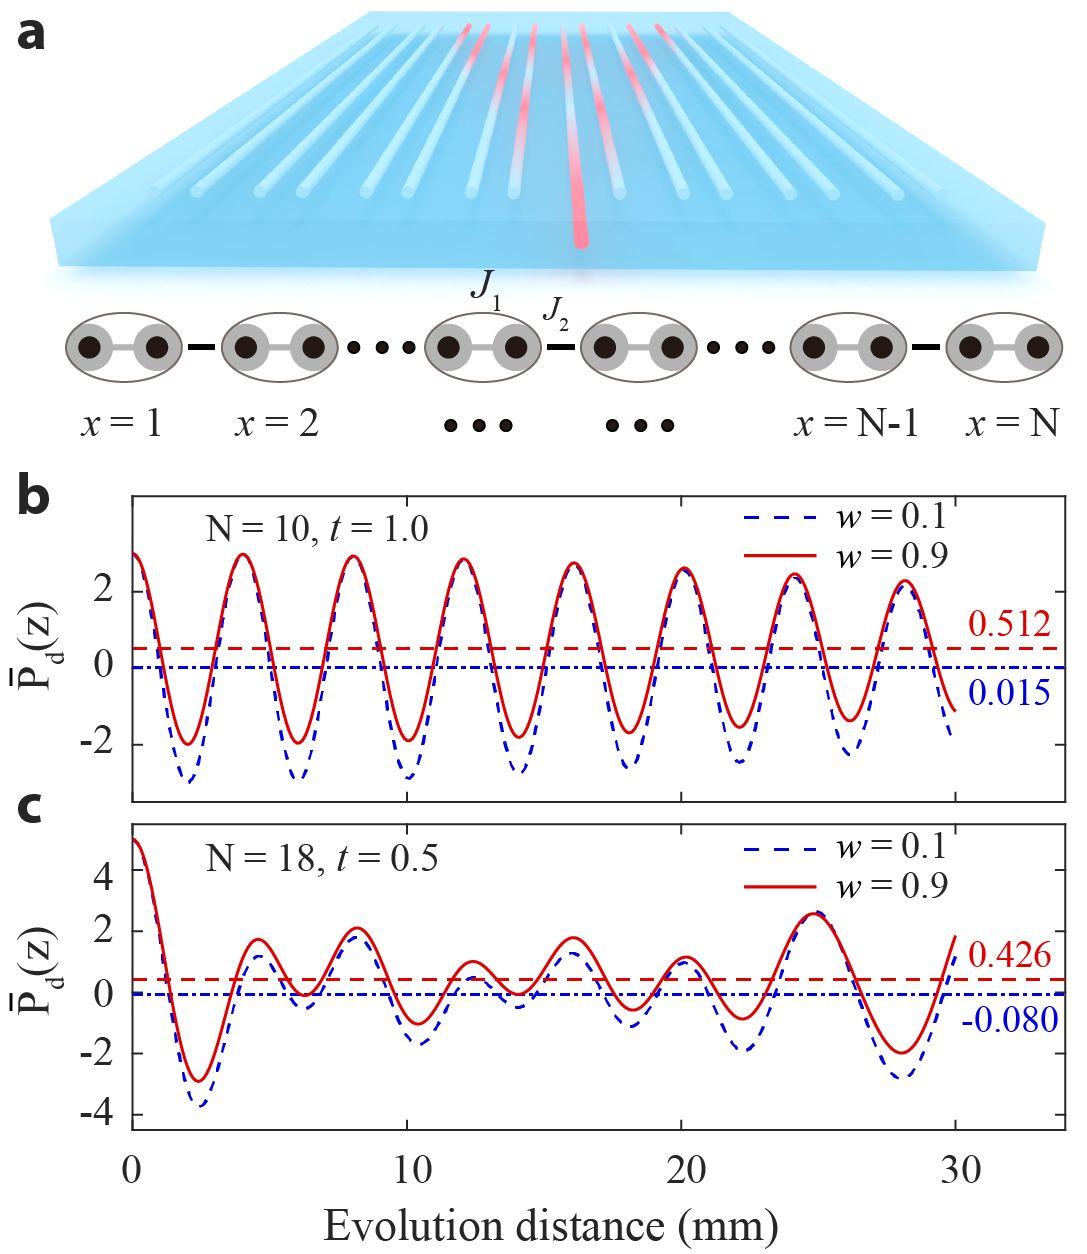 a
J₁
J₂
x = 1
x = 2
x = N-1
x = N
b
N = 10, t = 1.0
w = 0.1
w = 0.9
2
0
-2
P̄d(z)
0.512
0.015
c
N = 18, t = 0.5
w = 0.1
w = 0.9
4
2
0
-2
-4
P̄d(z)
0.426
-0.080
0
10
20
30
Evolution distance (mm)